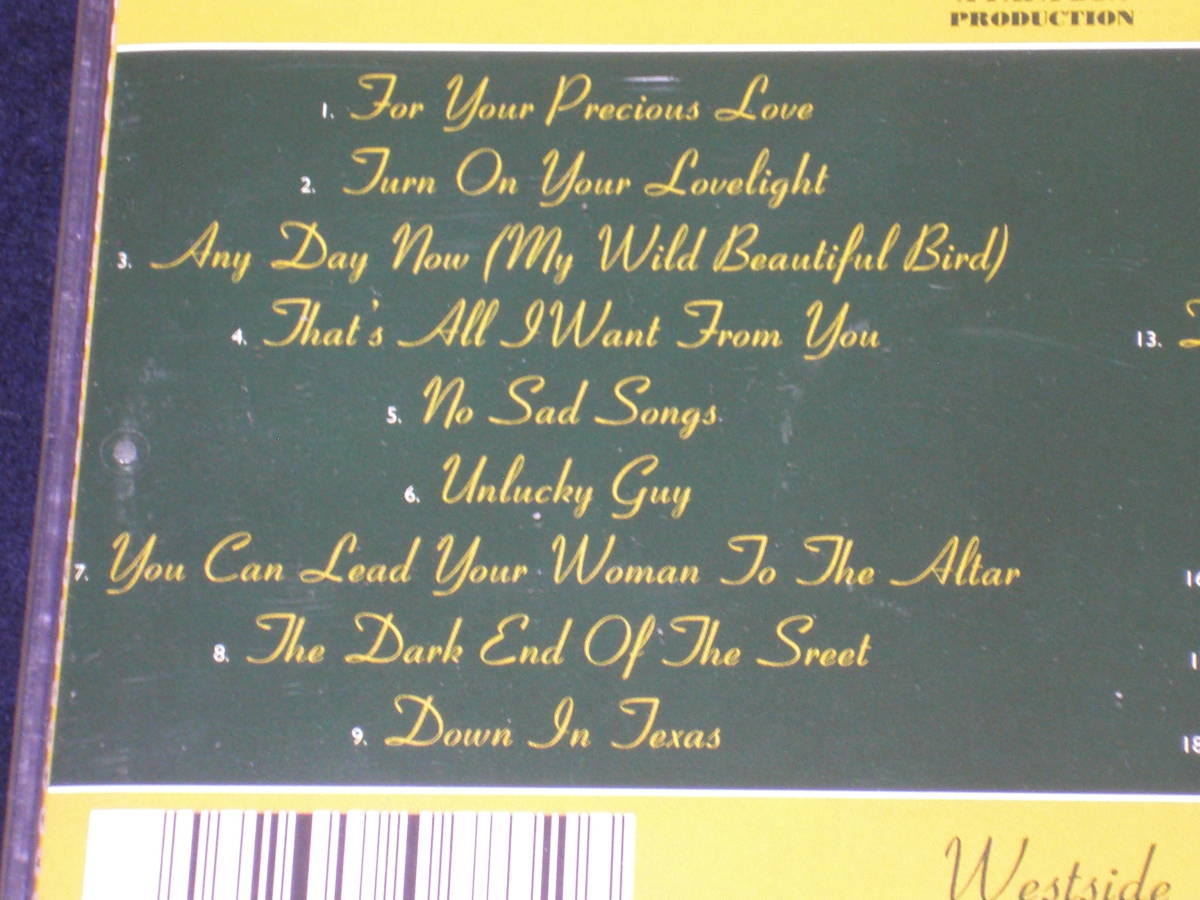 PRODUCTION
1. For Your Precious Love
2. Turn On Your Lovelight
3. Any Day Now (My Wild Beautiful Bird)
4. That's All I Want From You
13.
5. No Sad Songs
6. Unlucky Guy
7. You Can Lead Your Woman To The Altar
8. The Dark End Of The Sreet
9. Down In Texas
18
Westside